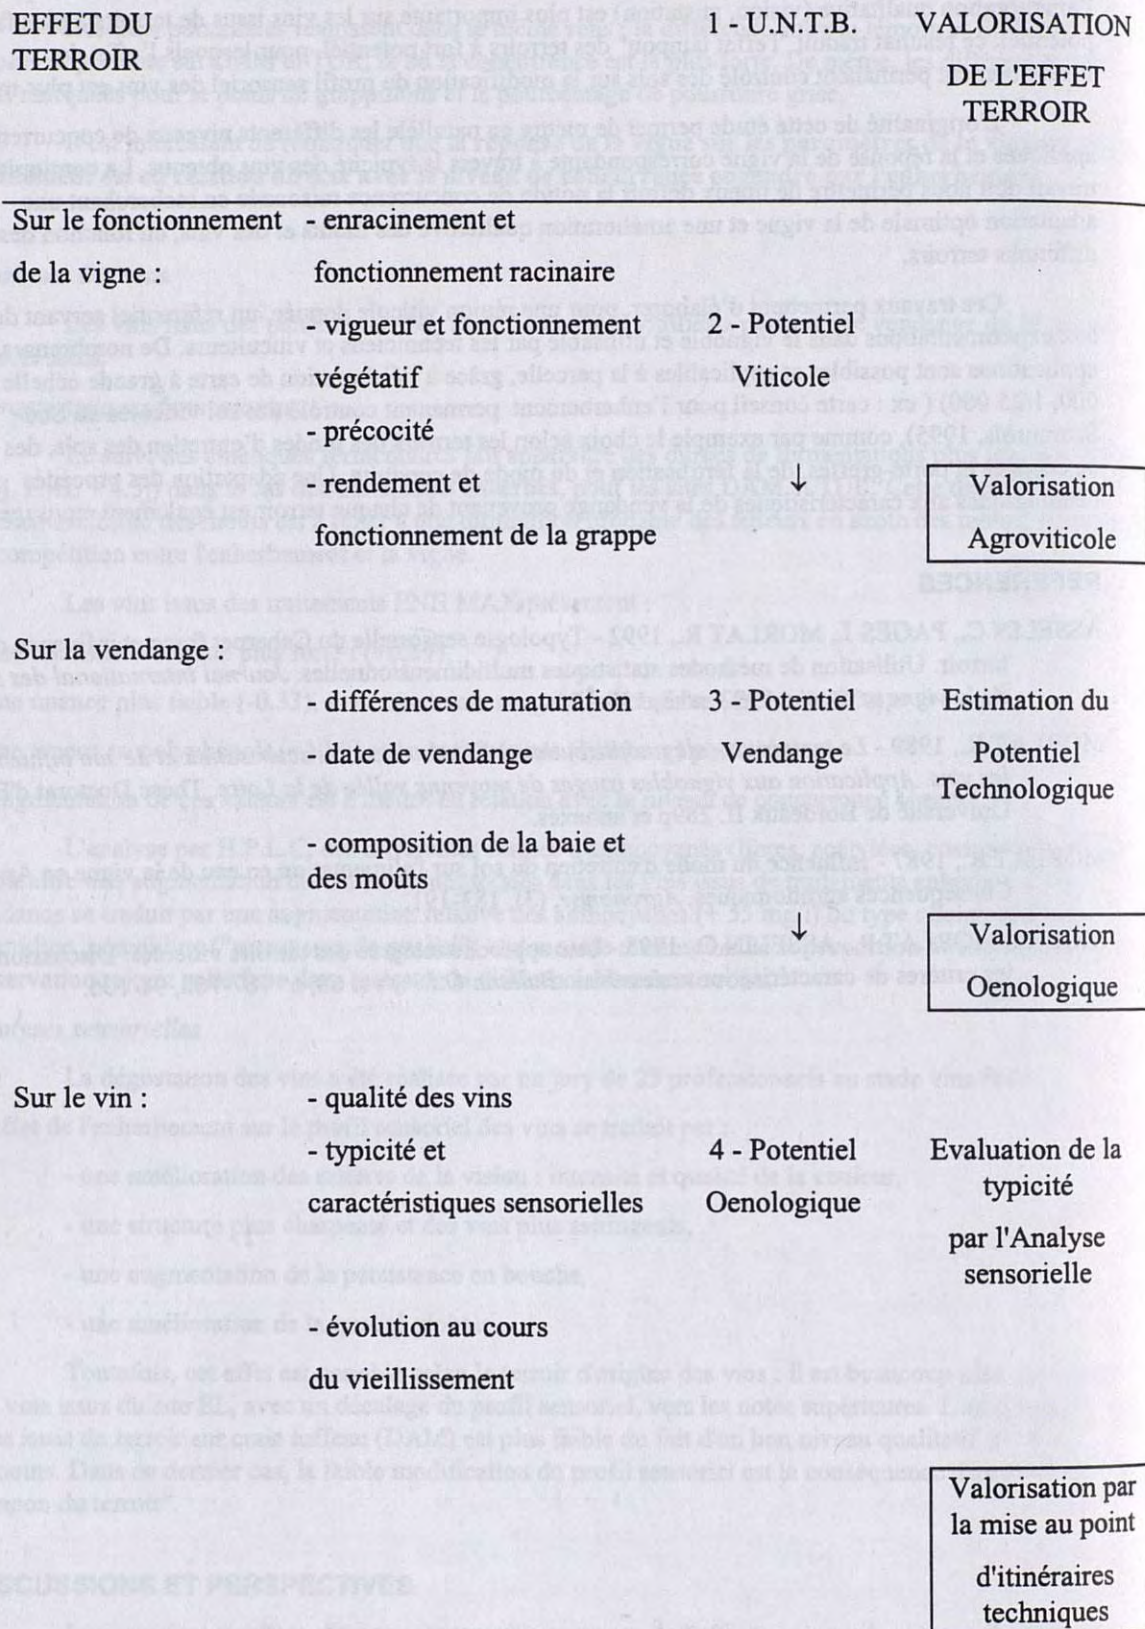 EFFET DU
TERROIR
1 - U.N.T.B.
VALORISATION
DE L'EFFET
TERROIR
Sur le fonctionnement
de la vigne :
- enracinement et
fonctionnement racinaire
- vigueur et fonctionnement
végétatif
- précocité
- rendement et
fonctionnement de la grappe
2 - Potentiel
Viticole
↓
Valorisation
Agroviticole
Sur la vendange :
- différences de maturation
- date de vendange
- composition de la baie et
des moûts
3 - Potentiel
Vendange
↓
Estimation du
Potentiel
Technologique
Valorisation
Oenologique
Sur le vin :
- qualité des vins
- typicité et
caractéristiques sensorielles
- évolution au cours
du vieillissement
4 - Potentiel
Oenologique
Evaluation de la
typicité
par l'Analyse
sensorielle
Valorisation par
la mise au point
d'itinéraires
techniques